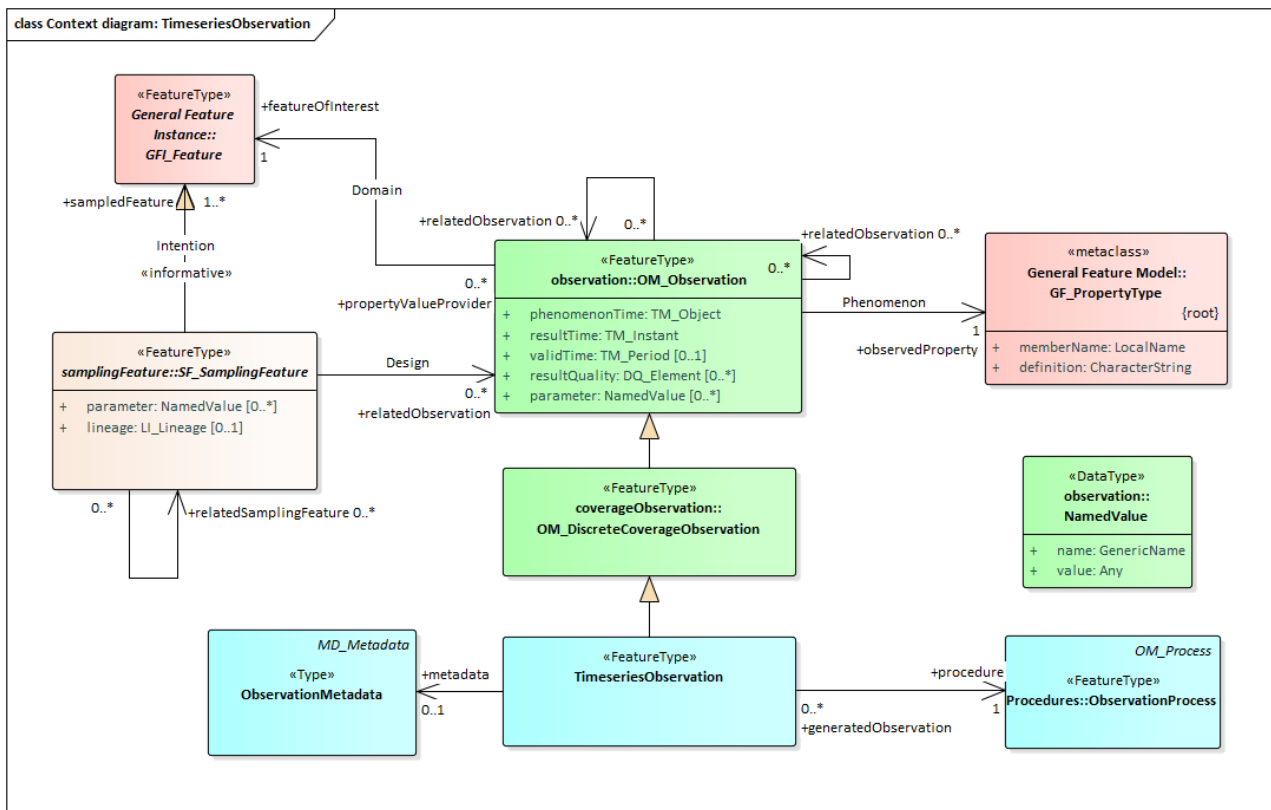 class Context diagram: TimeseriesObservation
«FeatureType»
General Feature
Instance::
GFI_Feature
+featureOfInterest
1
Domain
+sampledFeature
1..*
Intention
«informative»
+relatedObservation 0..*
0..*
+relatedObservation 0..*
0..*
«FeatureType»
observation::OM_Observation
+ phenomenonTime: TM_Object
+ resultTime: TM_Instant
+ validTime: TM_Period [0..1]
+ resultQuality: DQ_Element [0..*]
+ parameter: NamedValue [0..*]
0..*
+propertyValueProvider
Phenomenon
1
+observedProperty
«metaclass»
General Feature Model::
GF_PropertyType
{root}
+ memberName: LocalName
+ definition: CharacterString
«FeatureType»
samplingFeature::SF_SamplingFeature
+ parameter: NamedValue [0..*]
+ lineage: LI_Lineage [0..1]
Design
0..*
+relatedObservation
0..*
+relatedSamplingFeature 0..*
«FeatureType»
coverageObservation::
OM_DiscreteCoverageObservation
«DataType»
observation::
NamedValue
+ name: GenericName
+ value: Any
MD_Metadata
«Type»
ObservationMetadata
+metadata
0..1
«FeatureType»
TimeseriesObservation
+procedure
0..*
1
+generatedObservation
OM_Process
«FeatureType»
Procedures::ObservationProcess